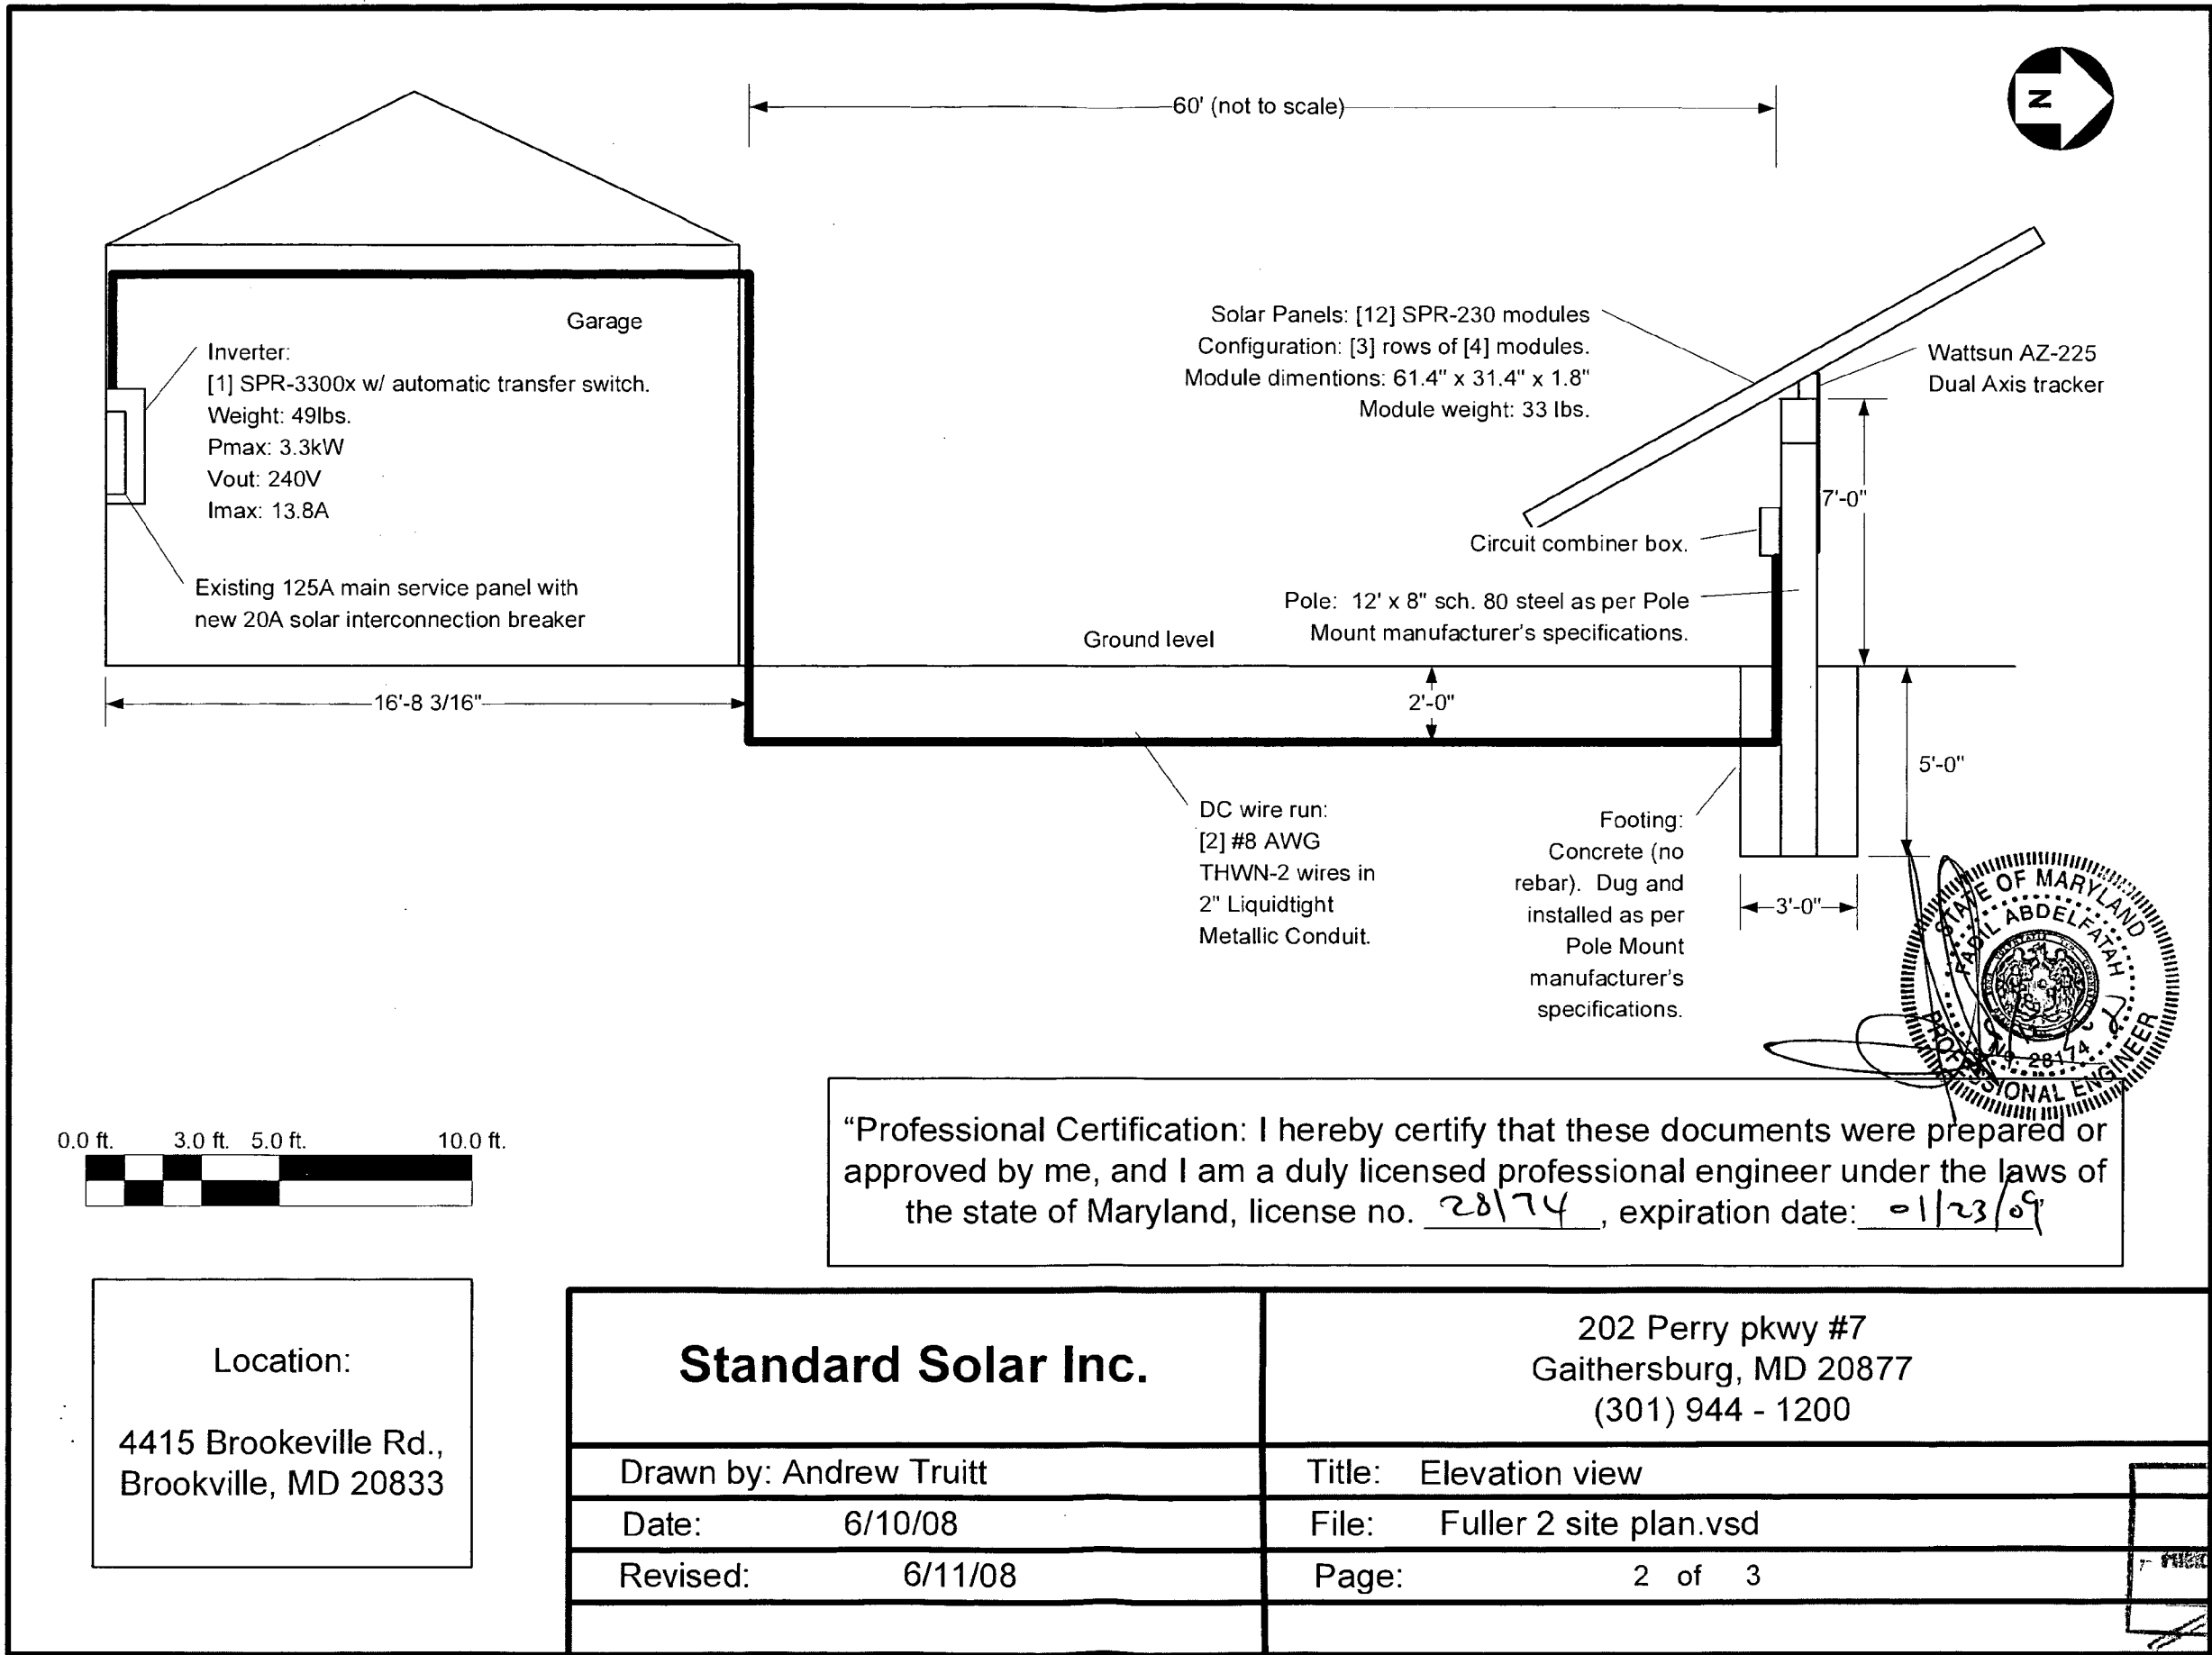 60' (not to scale)
N
Garage
Inverter:
[1] SPR-3300x w/ automatic transfer switch.
Weight: 49lbs.
Pmax: 3.3kW
Vout: 240V
Imax: 13.8A
Existing 125A main service panel with
new 20A solar interconnection breaker
16'-8 3/16"
Solar Panels: [12] SPR-230 modules
Configuration: [3] rows of [4] modules.
Module dimentions: 61.4" x 31.4" x 1.8"
Module weight: 33 lbs.
Wattsun AZ-225
Dual Axis tracker
7'-0"
Circuit combiner box.
Pole: 12' x 8" sch. 80 steel as per Pole
Mount manufacturer's specifications.
Ground level
2'-0"
5'-0"
3'-0"
DC wire run:
[2] #8 AWG
THWN-2 wires in
2" Liquidtight
Metallic Conduit.
Footing:
Concrete (no
rebar). Dug and
installed as per
Pole Mount
manufacturer's
specifications.
STATE OF MARYLAND
FADIL ABDELFATAH
No. 28174
PROFESSIONAL ENGINEER
0.0 ft. 3.0 ft. 5.0 ft. 10.0 ft.
“Professional Certification: I hereby certify that these documents were prepared or
approved by me, and I am a duly licensed professional engineer under the laws of
the state of Maryland, license no. 28174, expiration date: 01/23/09
Location:
4415 Brookeville Rd.,
Brookville, MD 20833
Standard Solar Inc.
202 Perry pkwy #7
Gaithersburg, MD 20877
(301) 944 - 1200
Drawn by: Andrew Truitt
Title: Elevation view
Date: 6/10/08
File: Fuller 2 site plan.vsd
Revised: 6/11/08
Page: 2 of 3